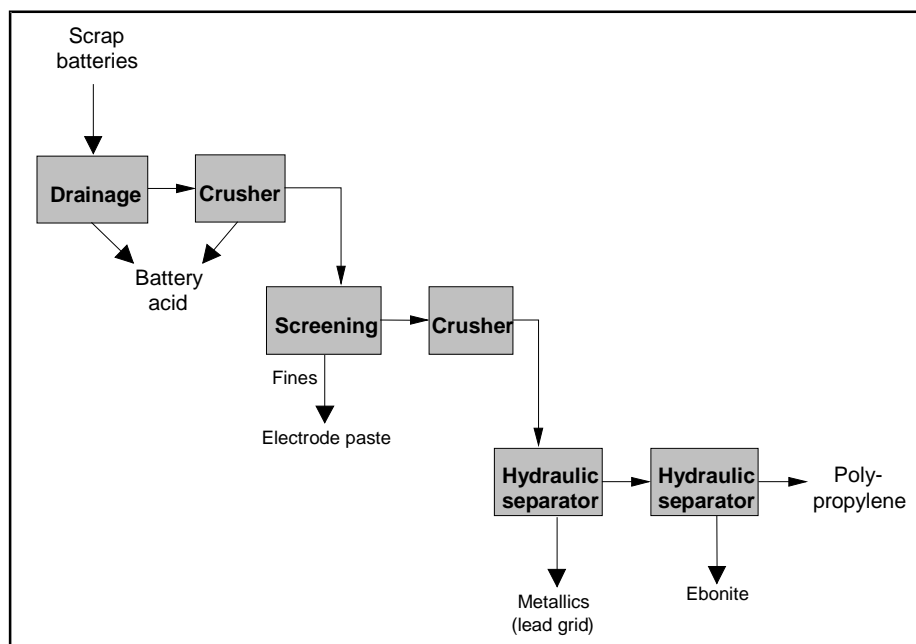 Scrap
batteries
Drainage
Crusher
Battery
acid
Screening
Crusher
Fines
Electrode paste
Hydraulic
separator
Hydraulic
separator
Poly-
propylene
Metallics
(lead grid)
Ebonite